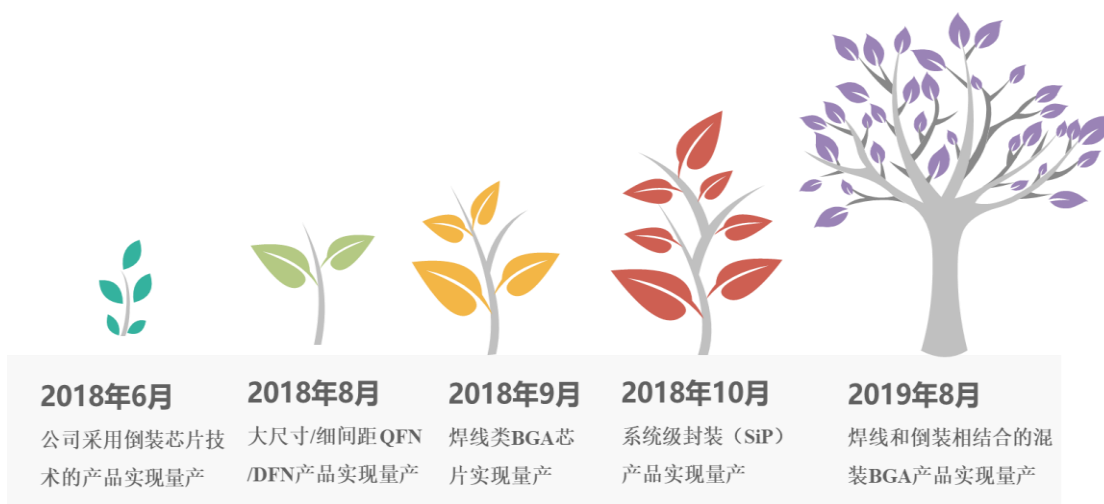 2018年6月
公司采用倒装芯片技
术的产品实现量产
2018年8月
大尺寸/细间距QFN
/DFN产品实现量产
2018年9月
焊线类BGA芯
片实现量产
2018年10月
系统级封装（SiP）
产品实现量产
2019年8月
焊线和倒装相结合的混
装BGA产品实现量产